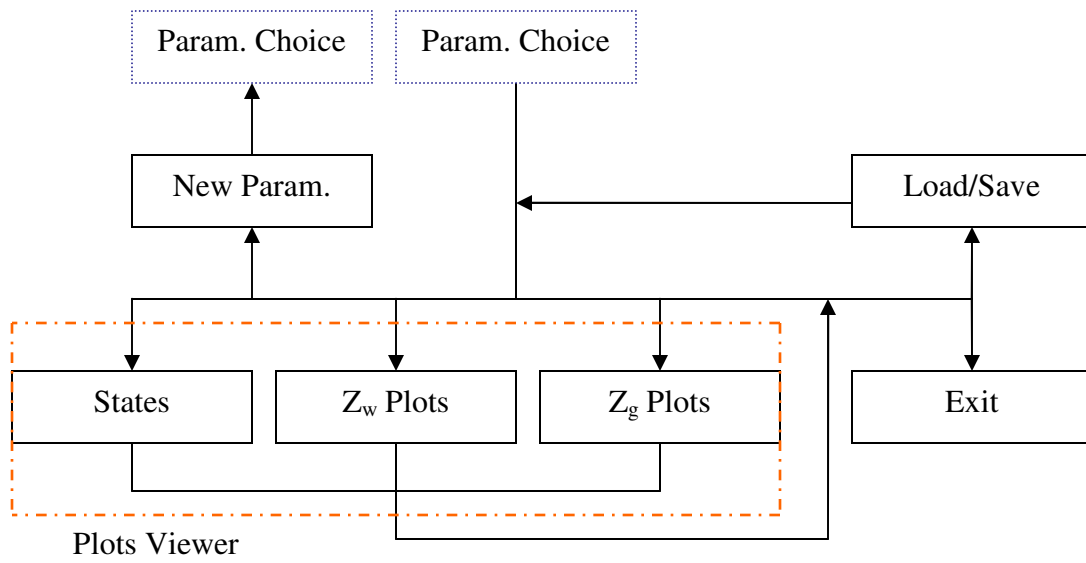 Param. Choice
Param. Choice
New Param.
Load/Save
States
Zw Plots
Zg Plots
Exit
Plots Viewer